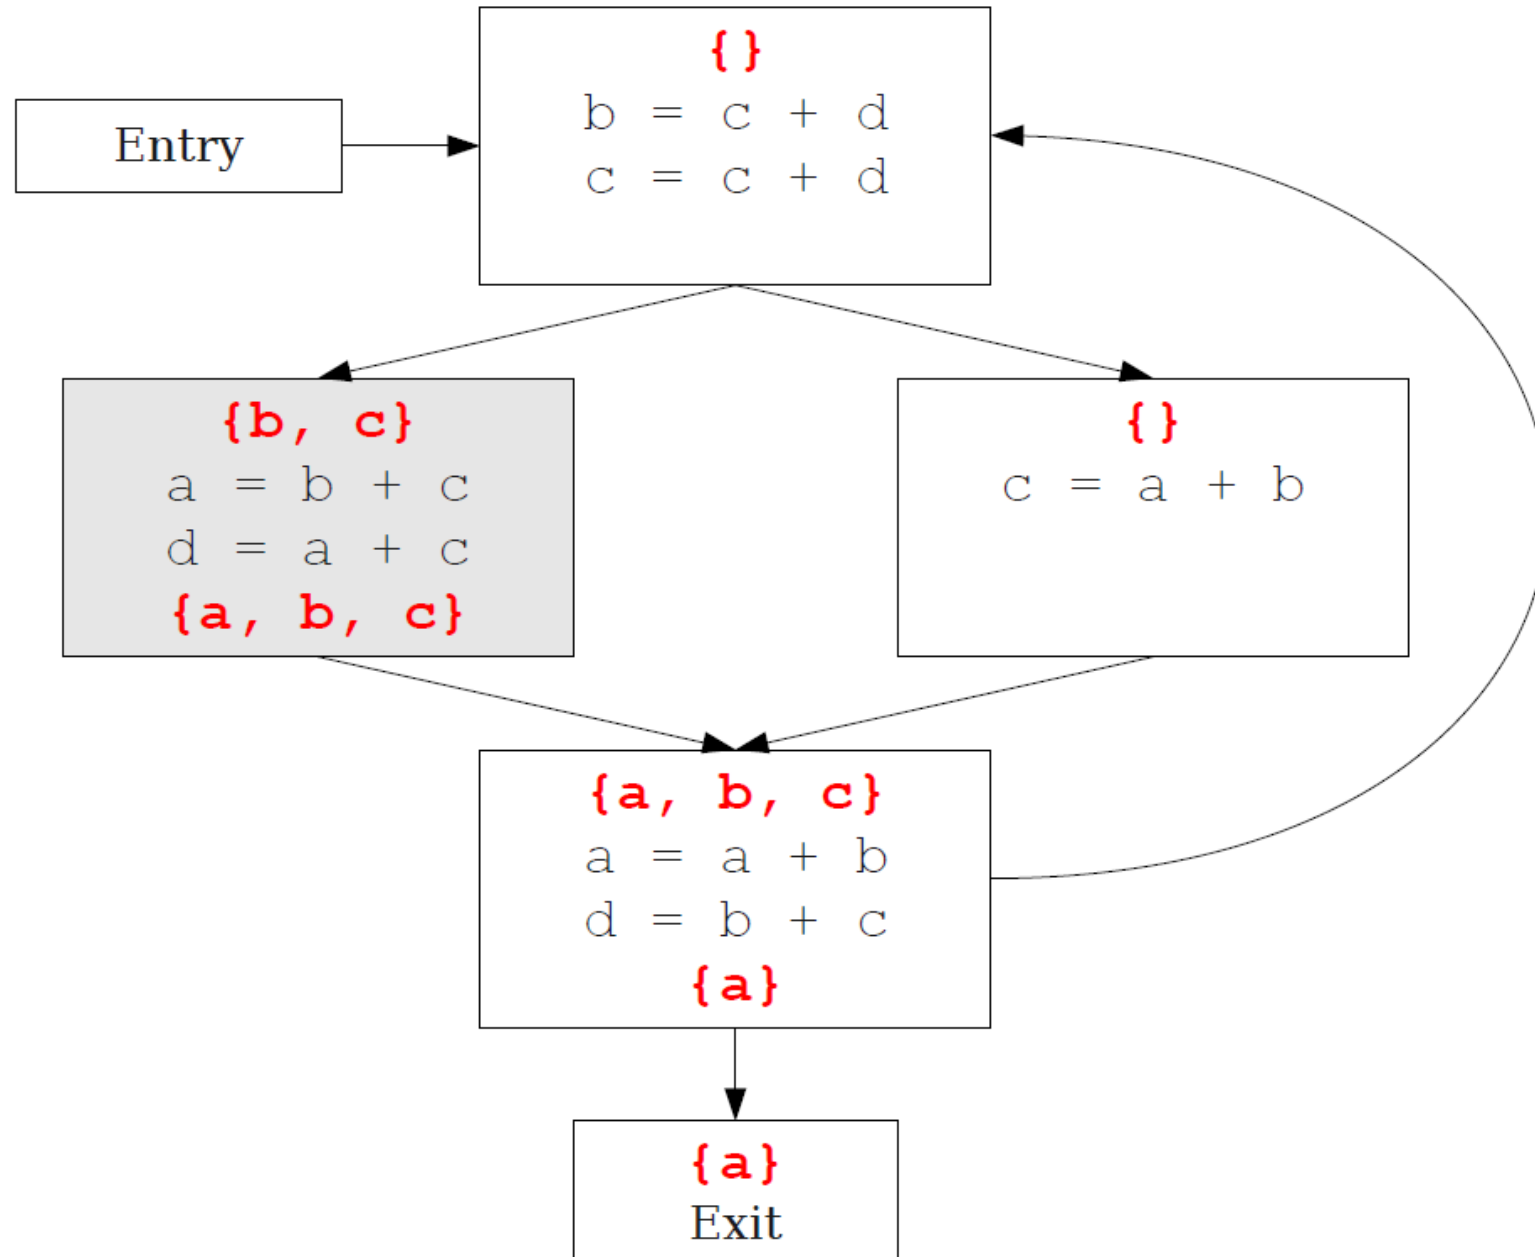 {}
b = c + d
c = c + d
Entry
{b, c}
a = b + c
d = a + c
{a, b, c}
{}
c = a + b
{a, b, c}
a = a + b
d = b + c
{a}
{a}
Exit